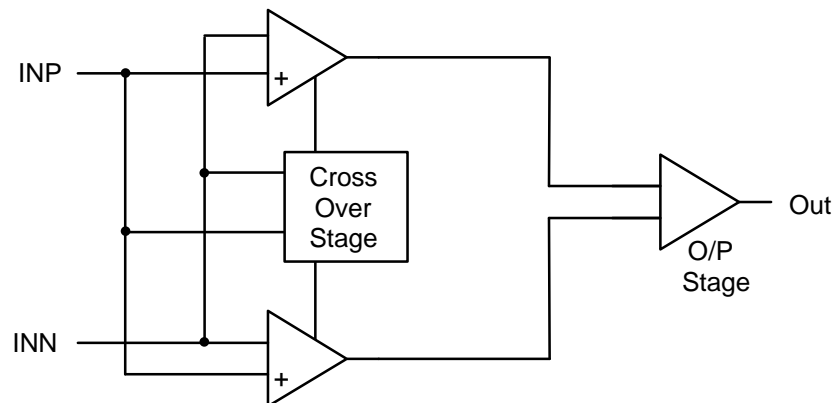 INP
+
Cross
Over
Stage
Out
O/P
Stage
INN
+